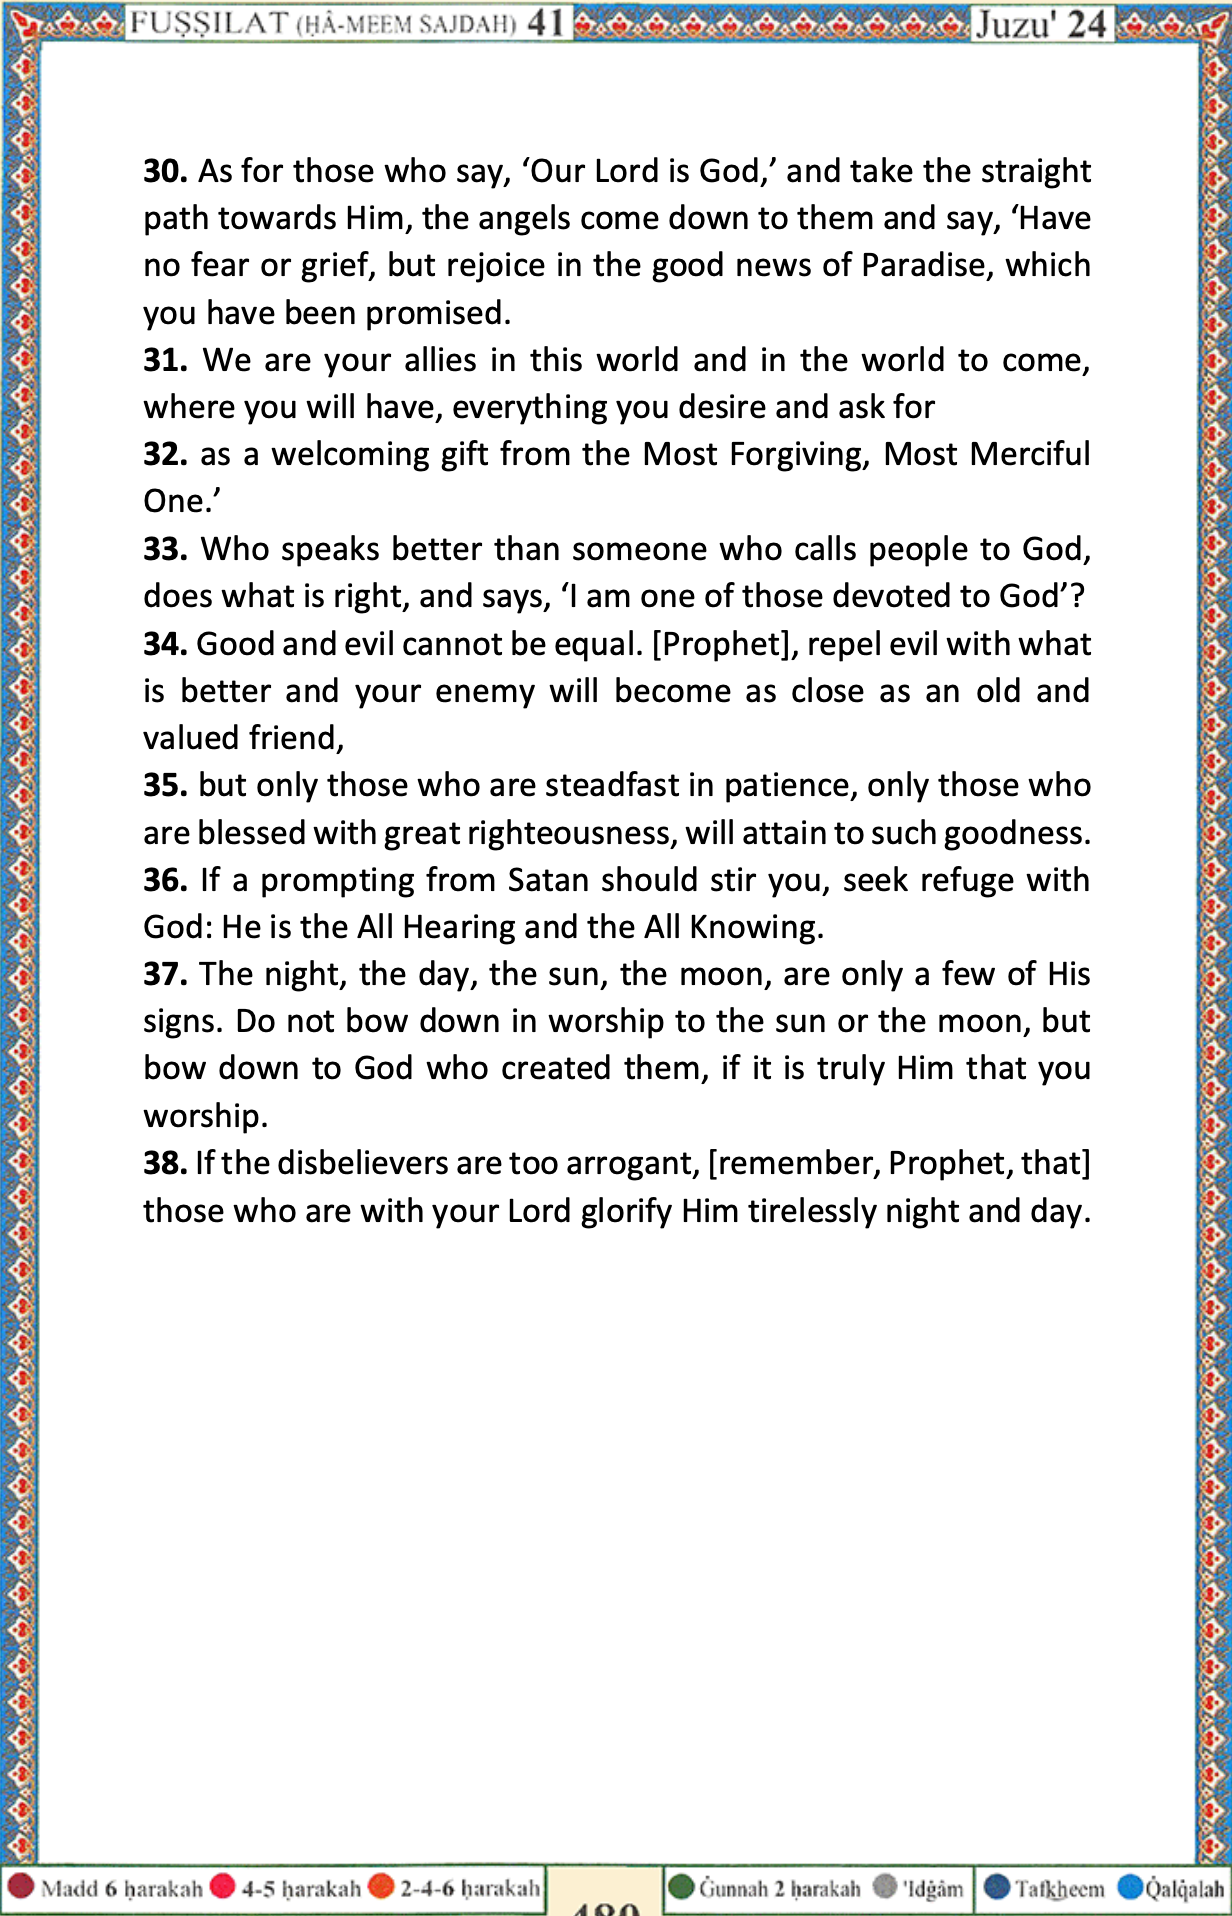 FUṢṢILAT (ḤÂ-MEEM SAJDAH) 41 Juzu' 24
30. As for those who say, ‘Our Lord is God,’ and take the straight
path towards Him, the angels come down to them and say, ‘Have
no fear or grief, but rejoice in the good news of Paradise, which
you have been promised.
31. We are your allies in this world and in the world to come,
where you will have, everything you desire and ask for
32. as a welcoming gift from the Most Forgiving, Most Merciful
One.’
33. Who speaks better than someone who calls people to God,
does what is right, and says, ‘I am one of those devoted to God’?
34. Good and evil cannot be equal. [Prophet], repel evil with what
is better and your enemy will become as close as an old and
valued friend,
35. but only those who are steadfast in patience, only those who
are blessed with great righteousness, will attain to such goodness.
36. If a prompting from Satan should stir you, seek refuge with
God: He is the All Hearing and the All Knowing.
37. The night, the day, the sun, the moon, are only a few of His
signs. Do not bow down in worship to the sun or the moon, but
bow down to God who created them, if it is truly Him that you
worship.
38. If the disbelievers are too arrogant, [remember, Prophet, that]
those who are with your Lord glorify Him tirelessly night and day.
Madd 6 ḥarakah 4-5 ḥarakah 2-4-6 ḥarakah Ġunnah 2 ḥarakah 'Idġâm Tafkheem Q̇alq̇alah